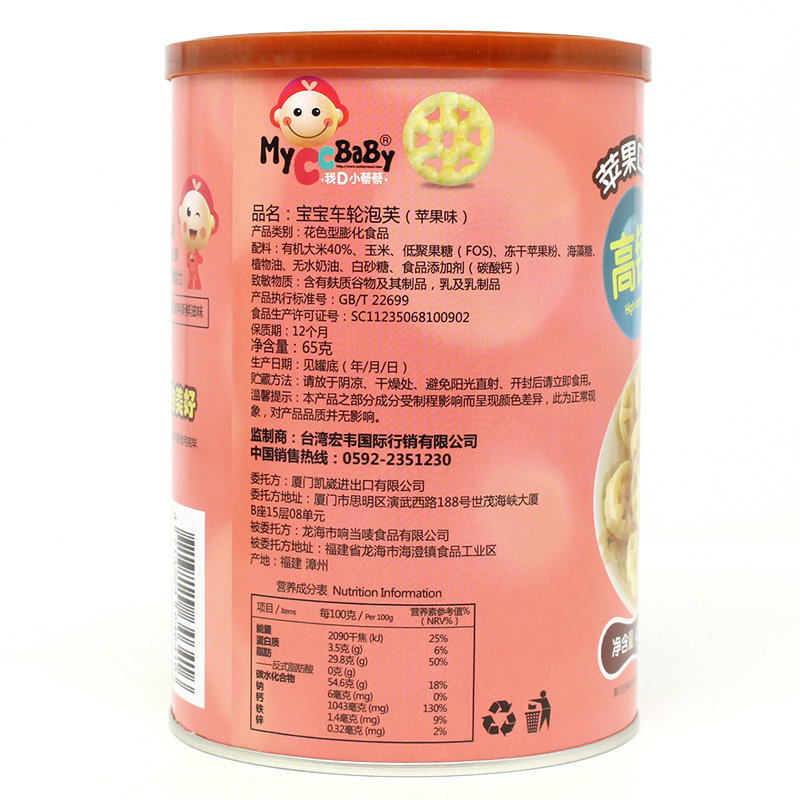 My CC BaBy®
我D小蔡蔡
品名：宝宝车轮泡芙（苹果味）
产品类别：花色型膨化食品
配料：有机大米40%、玉米、低聚果糖（FOS）、冻干苹果粉、海藻糖、
植物油、无水奶油、白砂糖、食品添加剂（碳酸钙）
致敏物质：含有麸质谷物及其制品，乳及乳制品
产品执行标准号：GB/T 22699
食品生产许可证号：SC11235068100902
保质期：12个月
净含量：65克
生产日期：见罐底（年/月/日）
贮藏方法：请放于阴凉、干燥处、避免阳光直射、开封后请立即食用。
温馨提示：本产品之部分成分受制程影响而呈现颜色差异，此为正常现
象，对产品品质并无影响。
监制商：台湾宏韦国际行销有限公司
中国销售热线：0592-2351230
委托方：厦门凯崴进出口有限公司
委托方地址：厦门市思明区演武西路188号世茂海峡大厦
B座15层08单元
被委托方：龙海市响当唛食品有限公司
被委托方地址：福建省龙海市海澄镇食品工业区
产地：福建 漳州
营养成分表 Nutrition Information
项目 / Items 每100克 / Per 100g 营养素参考值% (NRV%)
能量 2090千焦 (kJ) 25%
蛋白质 3.5克 (g) 6%
脂肪 29.8克 (g) 50%
——反式脂肪酸 0克 (g)
碳水化合物 54.6克 (g) 18%
钠 6毫克 (mg) 0%
钙 1043毫克 (mg) 130%
铁 1.4毫克 (mg) 9%
锌 0.32毫克 (mg) 2%
苹果
高
净含量
美好
鲜滋味